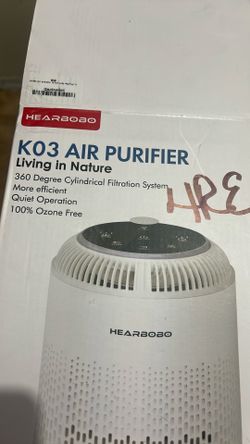 HEARBOBO
K03 AIR PURIFIER
Living in Nature
360 Degree Cylindrical Filtration System
More efficient
Quiet Operation
100% Ozone Free
HRE
HEARBOBO